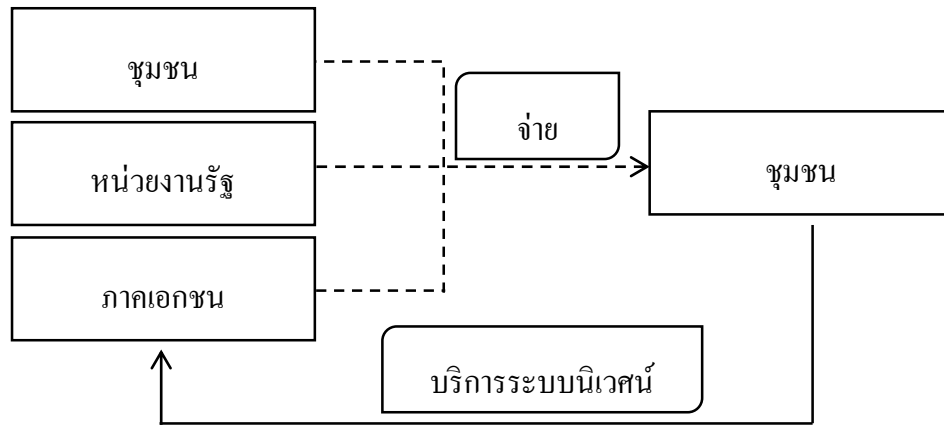 ชุมชน
จ่าย
หน่วยงานรัฐ
ชุมชน
ภาคเอกชน
บริการระบบนิเวศน์